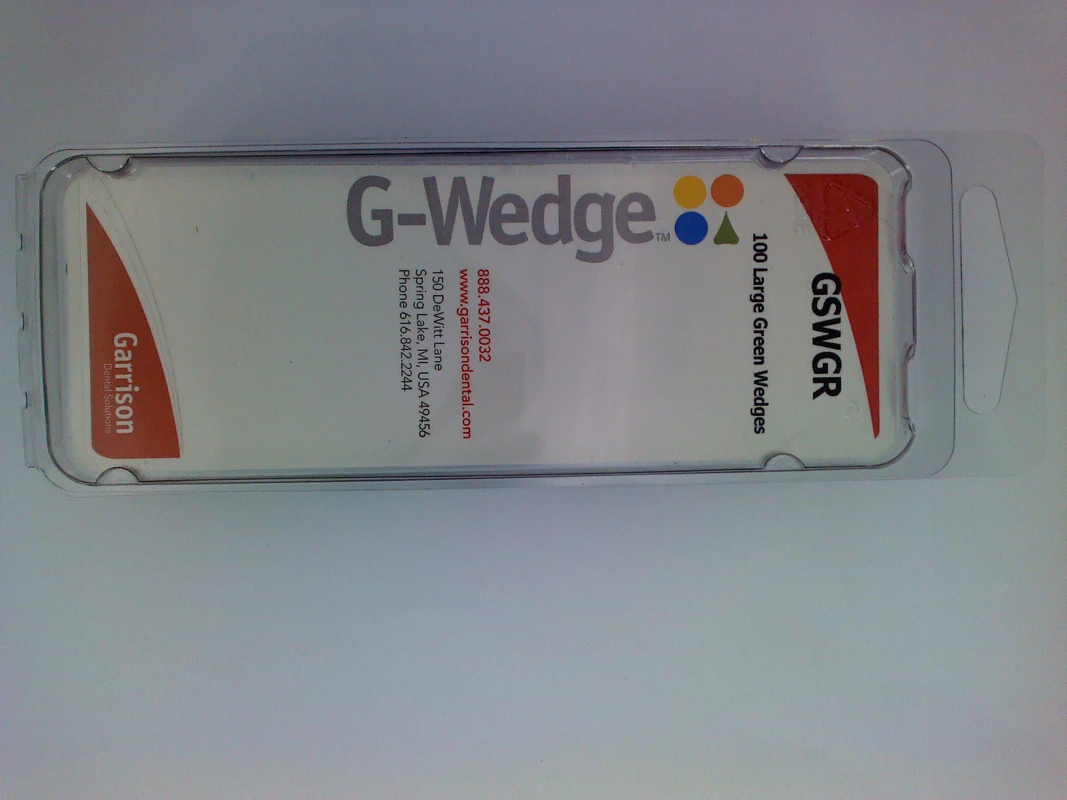 GSWGR
100 Large Green Wedges
G-Wedge™
888.437.0032
www.garrisondental.com
150 DeWitt Lane
Spring Lake, MI, USA 49456
Phone 616.842.2244
Garrison
Dental Solutions